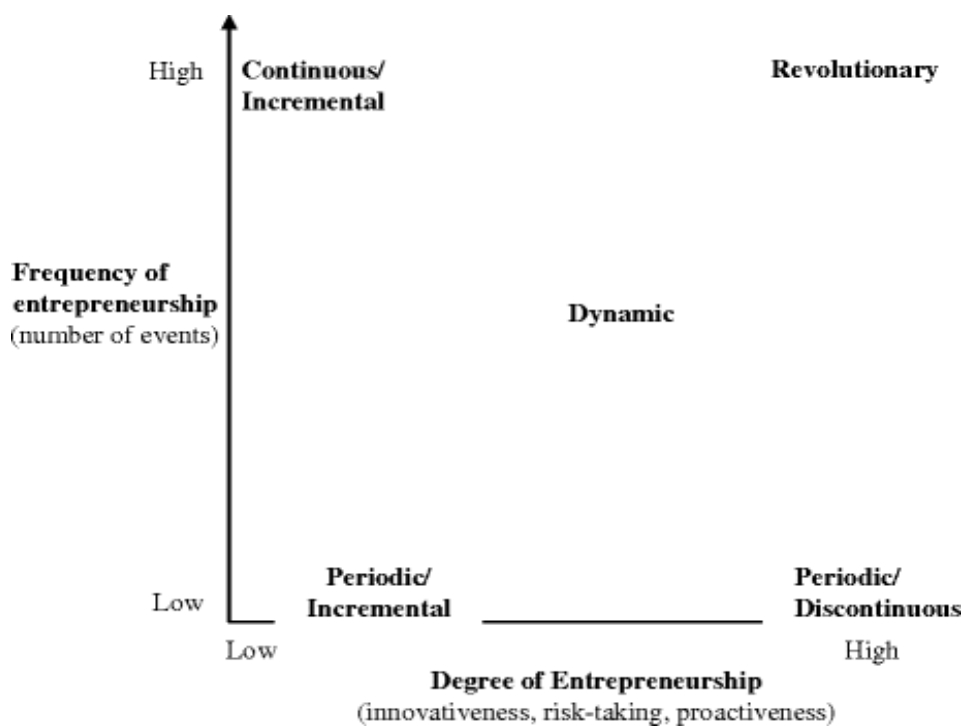 High
Continuous/
Incremental
Revolutionary
Frequency of
entrepreneurship
(number of events)
Dynamic
Periodic/
Incremental
Periodic/
Discontinuous
Low
Low
High
Degree of Entrepreneurship
(innovativeness, risk-taking, proactiveness)